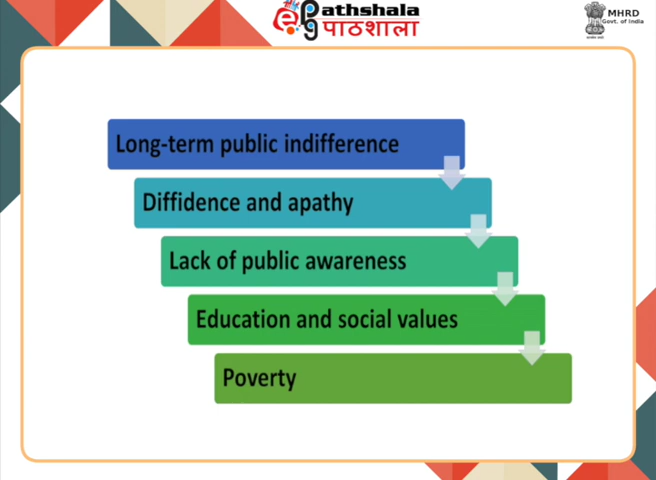 ePathshala
पाठशाला
MHRD
Govt. of India
Long-term public indifference
Diffidence and apathy
Lack of public awareness
Education and social values
Poverty